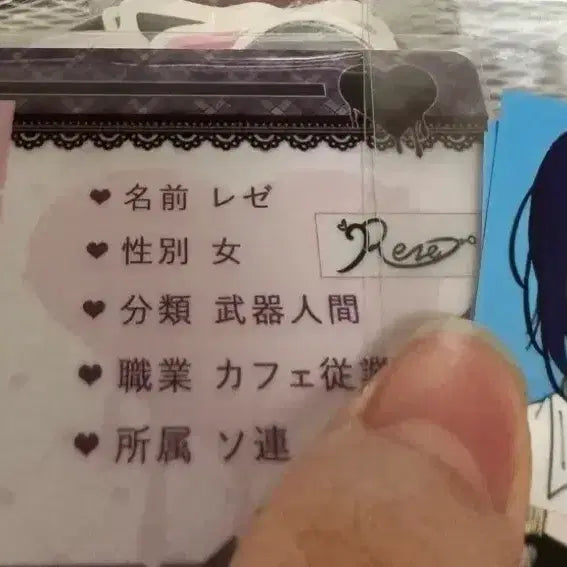 名前 レゼ
性別 女
Reze
分類 武器人間
職業 カフェ従業
所属 ソ連